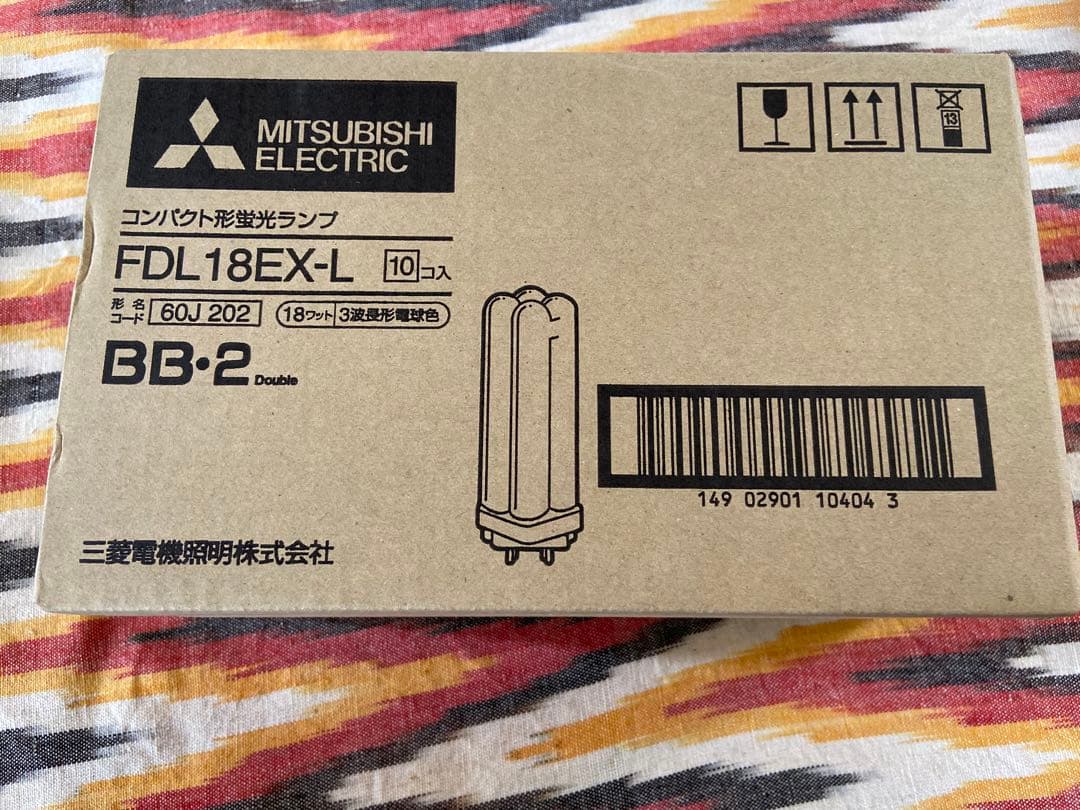 MITSUBISHI
ELECTRIC
13
コンパクト形蛍光ランプ
FDL18EX-L 10コ入
形名
コード 60J 202 18ワット 3波長形電球色
BB・2 Double
149 02901 10404 3
三菱電機照明株式会社